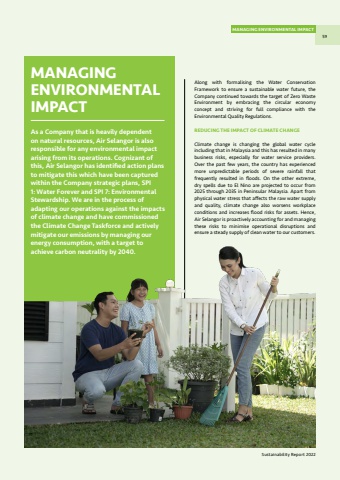 MANAGING ENVIRONMENTAL IMPACT
59
MANAGING
ENVIRONMENTAL
IMPACT
As a Company that is heavily dependent
on natural resources, Air Selangor is also
responsible for any environmental impact
arising from its operations. Cognizant of
this, Air Selangor has identified action plans
to mitigate this which have been captured
within the Company strategic plans, SPI
1: Water Forever and SPI 7: Environmental
Stewardship. We are in the process of
adapting our operations against the impacts
of climate change and have commissioned
the Climate Change Taskforce and actively
mitigate our emissions by managing our
energy consumption, with a target to
achieve carbon neutrality by 2040.
Along with formalising the Water Conservation
Framework to ensure a sustainable water future, the
Company continued towards the target of Zero Waste
Environment by embracing the circular economy
concept and striving for full compliance with the
Environmental Quality Regulations.
REDUCING THE IMPACT OF CLIMATE CHANGE
Climate change is changing the global water cycle
including that in Malaysia and this has resulted in many
business risks, especially for water service providers.
Over the past few years, the country has experienced
more unpredictable periods of severe rainfall that
frequently resulted in floods. On the other extreme,
dry spells due to El Nino are projected to occur from
2025 through 2035 in Peninsular Malaysia. Apart from
physical water stress that affects the raw water supply
and quality, climate change also worsens workplace
conditions and increases flood risks for assets. Hence,
Air Selangor is proactively accounting for and managing
these risks to minimise operational disruptions and
ensure a steady supply of clean water to our customers.
Sustainability Report 2022